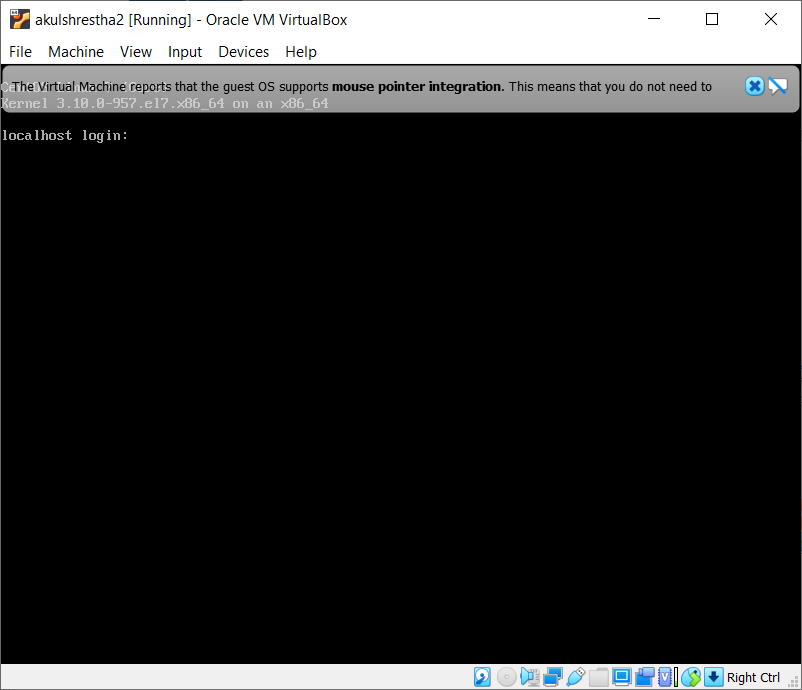 akulshrestha2 [Running] - Oracle VM VirtualBox
File Machine View Input Devices Help
The Virtual Machine reports that the guest OS supports mouse pointer integration. This means that you do not need to
Kernel 3.10.0-957.el7.x86_64 on an x86_64
localhost login:
Right Ctrl